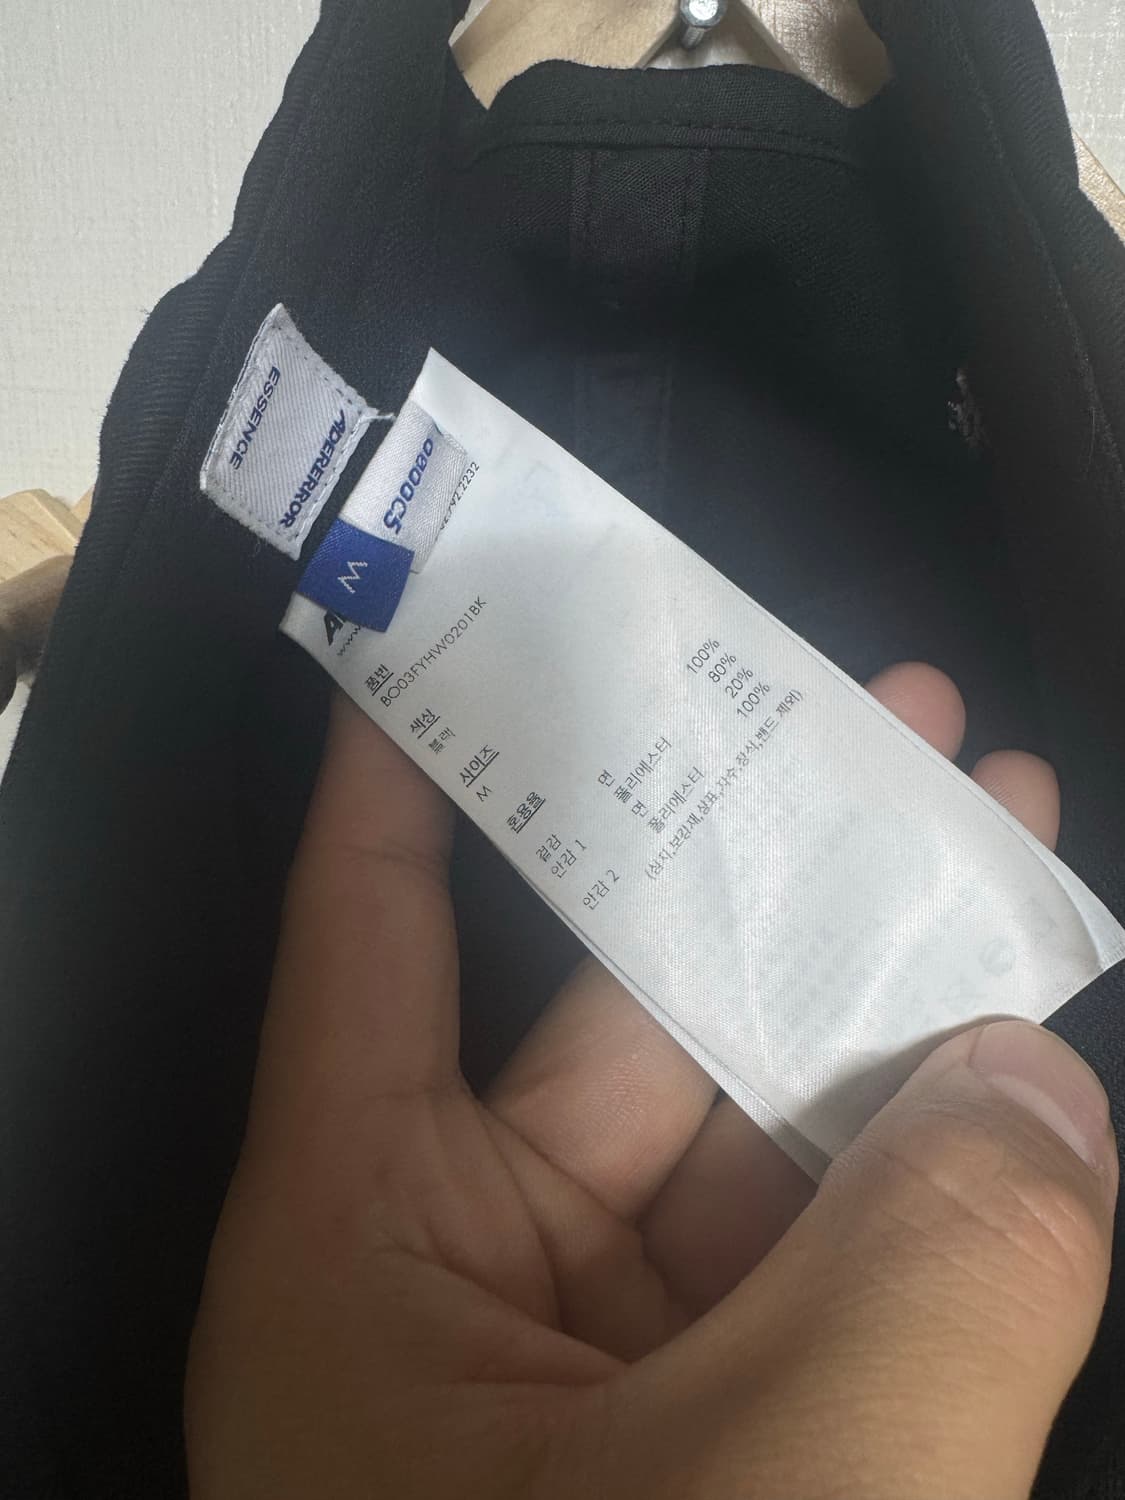 ADERERROR
ESSENCE
0000C5
M
www.
품번
BO03FYHW0201BK
색상
블랙
사이즈
M
혼용율
겉감 면 100%
안감 1 폴리에스터 80%
면 20%
안감 2 폴리에스터 100%
(심지,보강재,상표,자수,장식,밴드 제외)